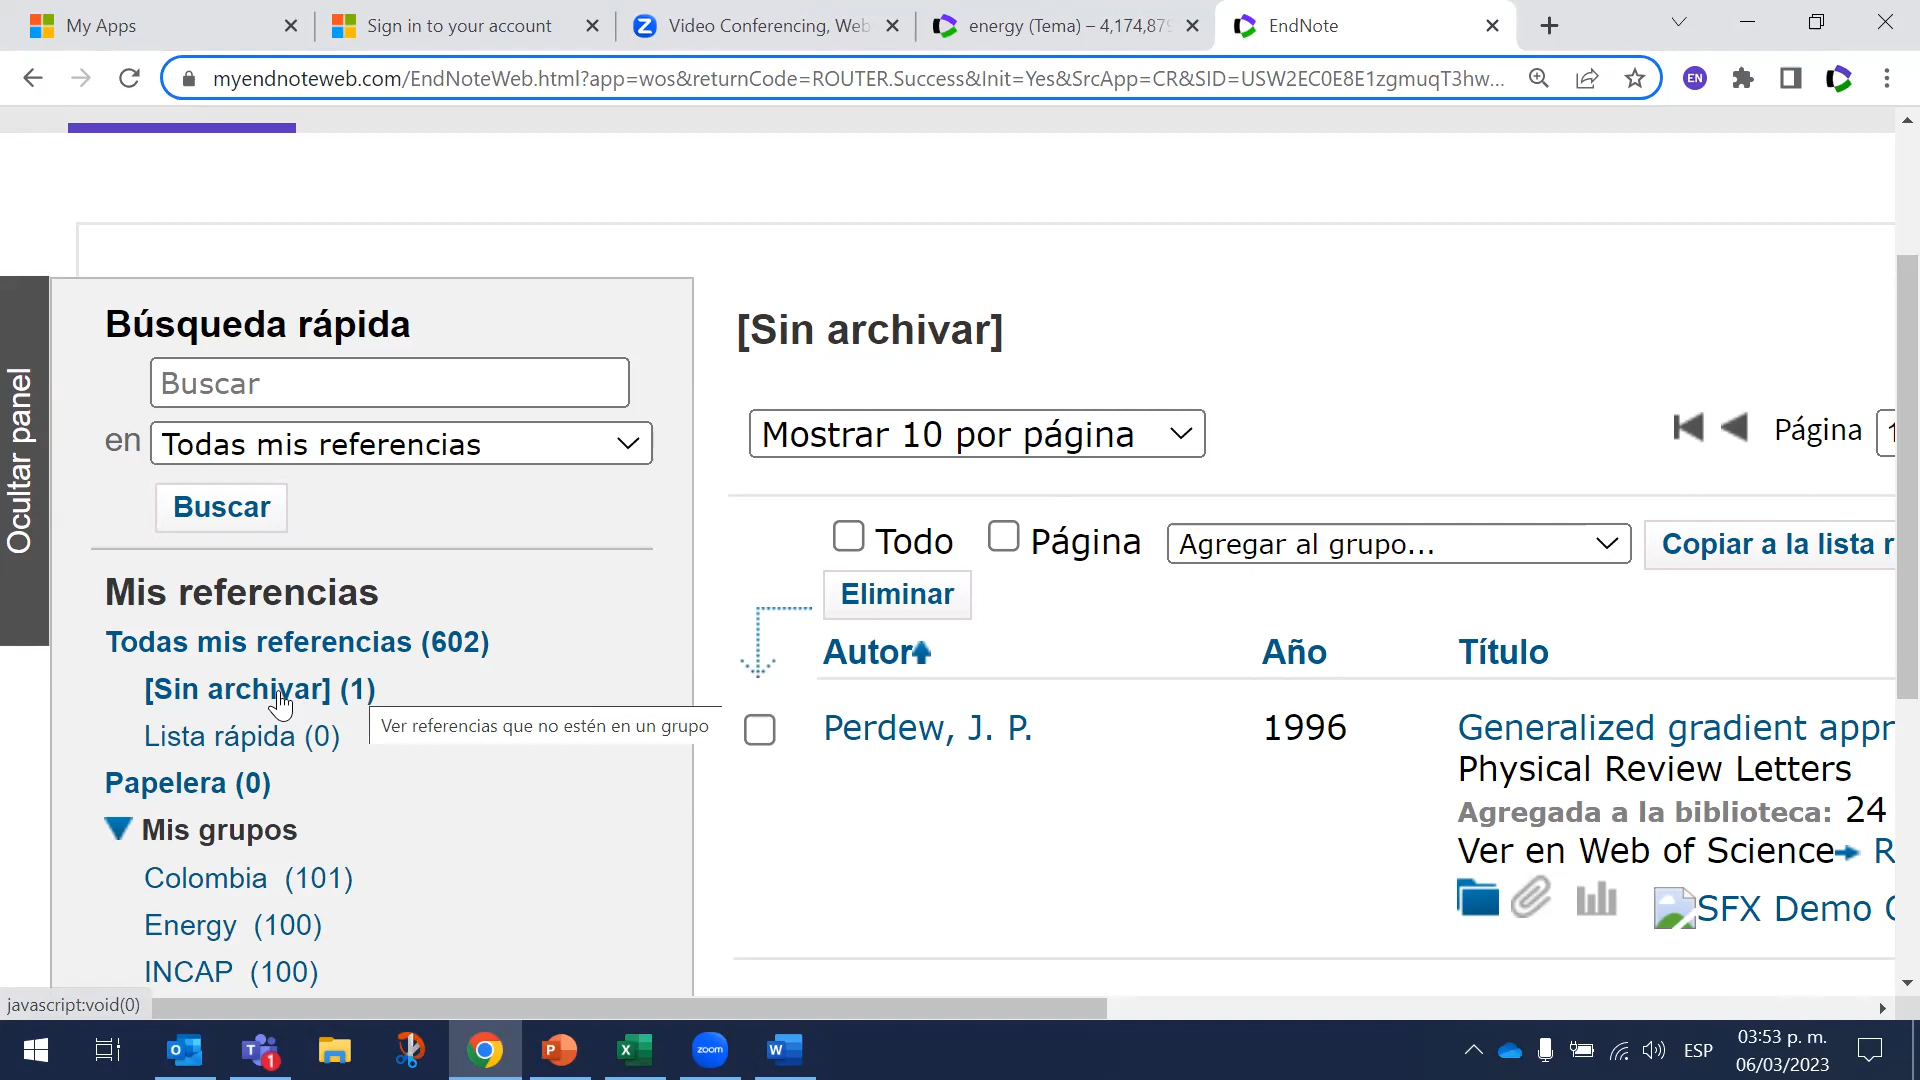 My Apps
Sign in to your account
Video Conferencing, Web
energy (Tema) – 4,174,879
EndNote
myendnoteweb.com/EndNoteWeb.html?app=wos&returnCode=ROUTER.Success&Init=Yes&SrcApp=CR&SID=USW2EC0E8E1zgmuqT3hw...
EN
Ocultar panel
Búsqueda rápida
Buscar
en Todas mis referencias
Buscar
Mis referencias
Todas mis referencias (602)
[Sin archivar] (1)
Lista rápida (0)
Ver referencias que no estén en un grupo
Papelera (0)
Mis grupos
Colombia (101)
Energy (100)
INCAP (100)
[Sin archivar]
Mostrar 10 por página
Página 1
Todo Página Agregar al grupo... Copiar a la lista r
Eliminar
Autor Año Título
Perdew, J. P. 1996 Generalized gradient appr
Physical Review Letters
Agregada a la biblioteca: 24
Ver en Web of Science R
SFX Demo
javascript:void(0)
T 1
zoom
ESP
03:53 p. m.
06/03/2023